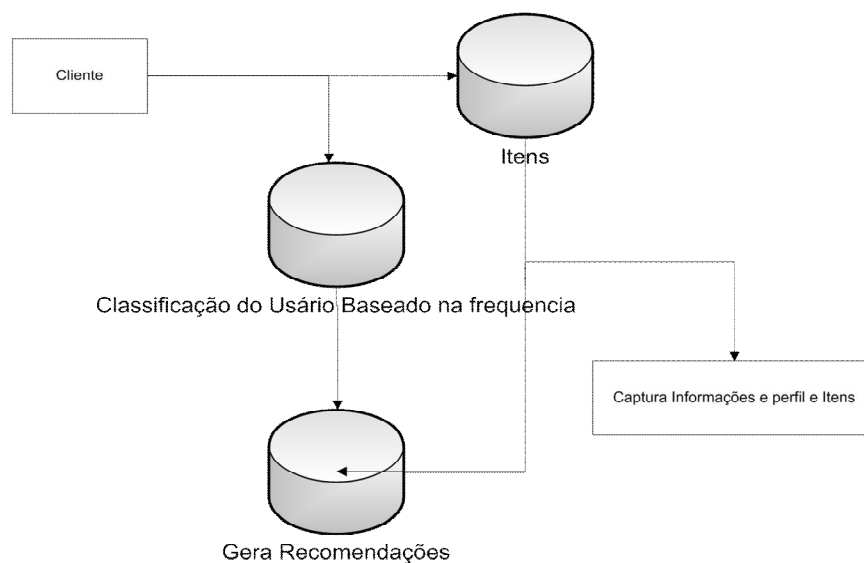 Cliente
Itens
Classificação do Usário Baseado na frequencia
Captura Informações e perfil e Itens
Gera Recomendações